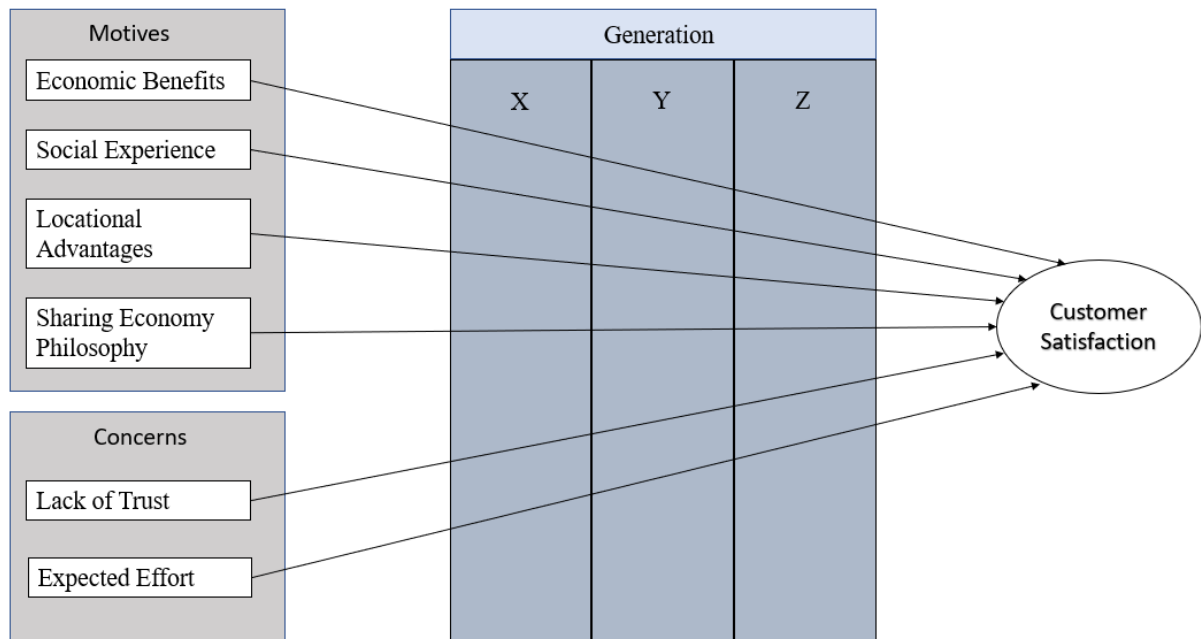 Motives
Economic Benefits
Social Experience
Locational
Advantages
Sharing Economy
Philosophy
Concerns
Lack of Trust
Expected Effort
Generation
X
Y
Z
Customer
Satisfaction